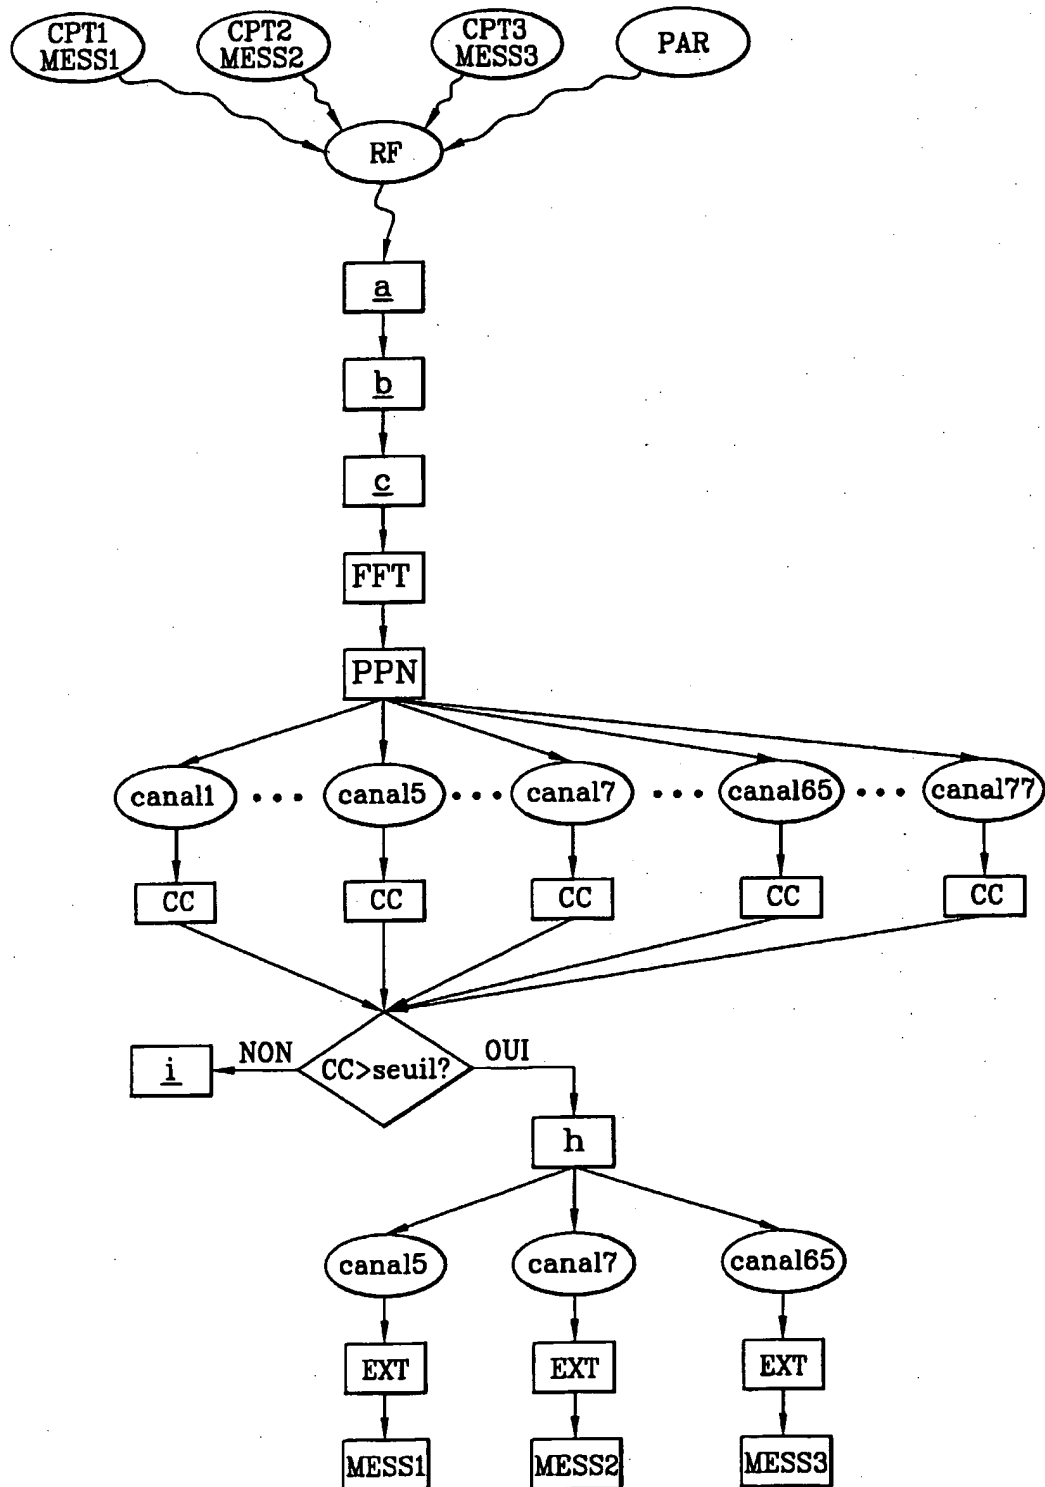 CPT1
MESS1
CPT2
MESS2
CPT3
MESS3
PAR
RF
a
b
c
FFT
PPN
canal1 ... canal5 ... canal7 ... canal65 ... canal77
CC CC CC CC CC
i NON CC>seuil? OUI
h
canal5 canal7 canal65
EXT EXT EXT
MESS1 MESS2 MESS3